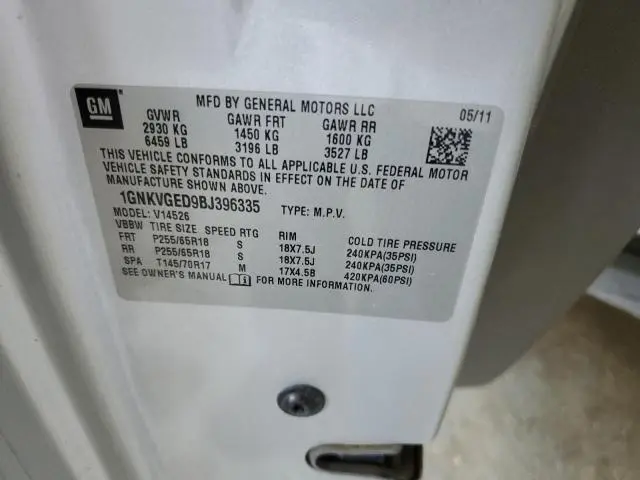 GM
MFD BY GENERAL MOTORS LLC 05/11
GVWR GAWR FRT GAWR RR
2930 KG 1450 KG 1600 KG
6459 LB 3196 LB 3527 LB
THIS VEHICLE CONFORMS TO ALL APPLICABLE U.S. FEDERAL MOTOR
VEHICLE SAFETY STANDARDS IN EFFECT ON THE DATE OF
MANUFACTURE SHOWN ABOVE.
1GNKVGED9BJ396335 TYPE: M.P.V.
MODEL: V14526
VBBW TIRE SIZE SPEED RTG RIM COLD TIRE PRESSURE
FRT P255/65R18 S 18X7.5J 240KPA(35PSI)
RR P255/65R18 S 18X7.5J 240KPA(35PSI)
SPA T145/70R17 M 17X4.5B 420KPA(60PSI)
SEE OWNER'S MANUAL FOR MORE INFORMATION.